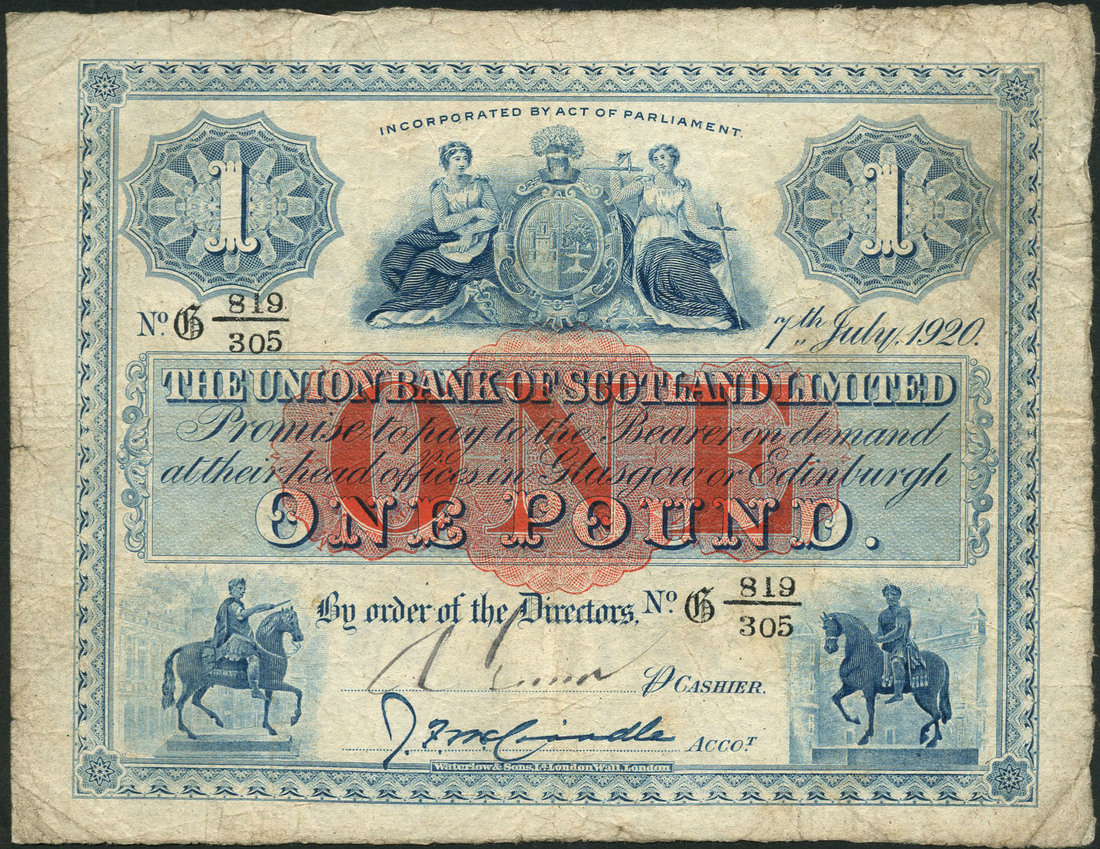 INCORPORATED BY ACT OF PARLIAMENT.
1 1
No. G 819/305
7th July, 1920.
THE UNION BANK OF SCOTLAND LIMITED
Promise to pay to the Bearer on demand
at their head offices in Glasgow or Edinburgh
ONE
ONE POUND.
By order of the Directors, No. G 819/305
CASHIER.
ACCOT
Waterlow & Sons, Ld. London Wall, London